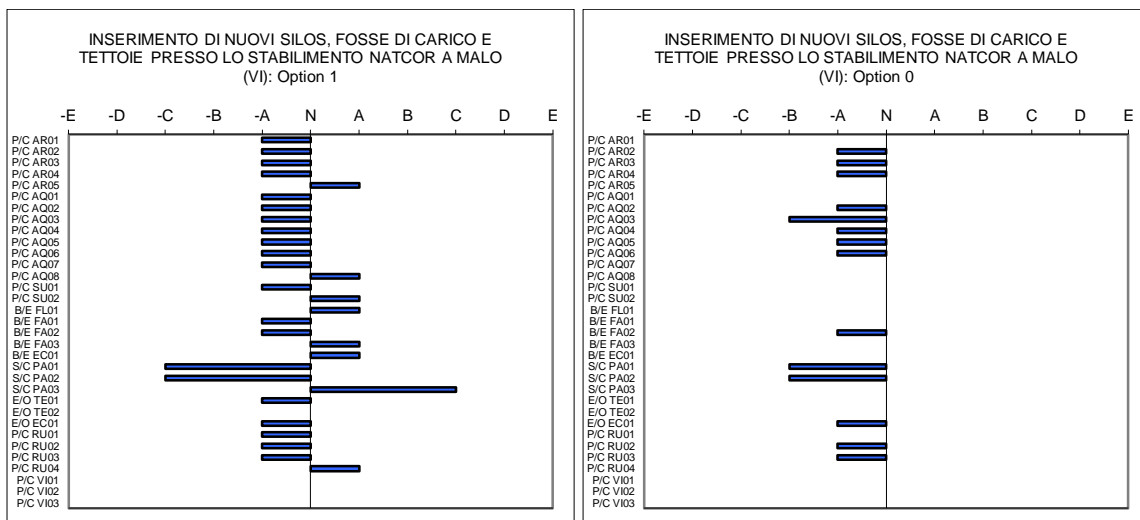 INSERIMENTO DI NUOVI SILOS, FOSSE DI CARICO E
TETTOIE PRESSO LO STABILIMENTO NATCOR A MALO
(VI): Option 1
-E -D -C -B -A N A B C D E
P/C AR01
P/C AR02
P/C AR03
P/C AR04
P/C AR05
P/C AQ01
P/C AQ02
P/C AQ03
P/C AQ04
P/C AQ05
P/C AQ06
P/C AQ07
P/C AQ08
P/C SU01
P/C SU02
B/E FL01
B/E FA01
B/E FA02
B/E FA03
B/E EC01
S/C PA01
S/C PA02
S/C PA03
E/O TE01
E/O TE02
E/O EC01
P/C RU01
P/C RU02
P/C RU03
P/C RU04
P/C VI01
P/C VI02
P/C VI03
INSERIMENTO DI NUOVI SILOS, FOSSE DI CARICO E
TETTOIE PRESSO LO STABILIMENTO NATCOR A MALO
(VI): Option 0
-E -D -C -B -A N A B C D E
P/C AR01
P/C AR02
P/C AR03
P/C AR04
P/C AR05
P/C AQ01
P/C AQ02
P/C AQ03
P/C AQ04
P/C AQ05
P/C AQ06
P/C AQ07
P/C AQ08
P/C SU01
P/C SU02
B/E FL01
B/E FA01
B/E FA02
B/E FA03
B/E EC01
S/C PA01
S/C PA02
S/C PA03
E/O TE01
E/O TE02
E/O EC01
P/C RU01
P/C RU02
P/C RU03
P/C RU04
P/C VI01
P/C VI02
P/C VI03